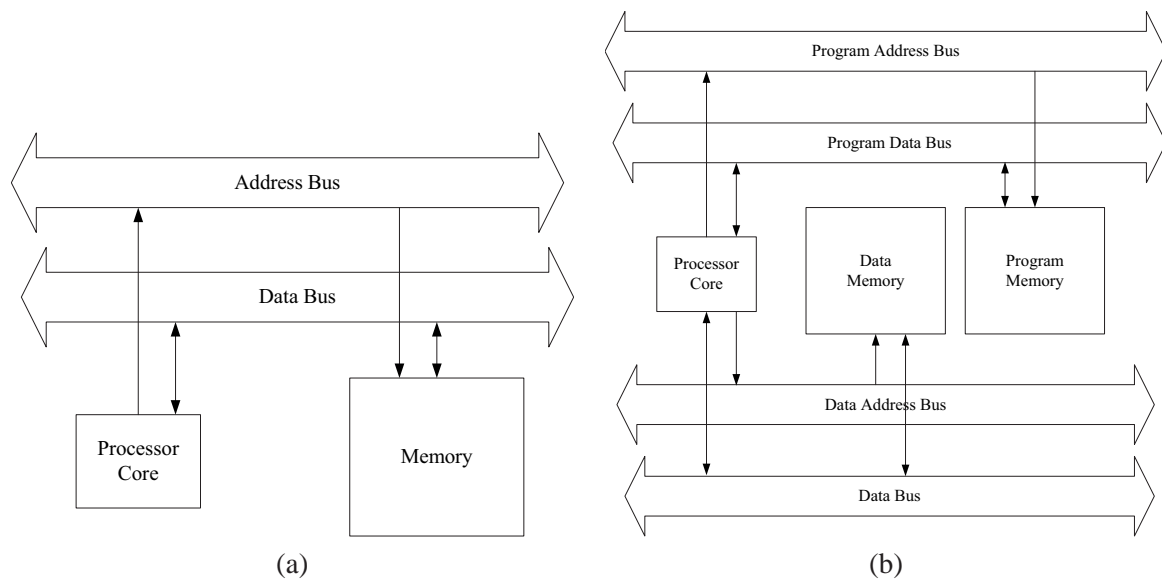 Address Bus
Data Bus
Processor
Core
Memory
(a)
Program Address Bus
Program Data Bus
Processor
Core
Data
Memory
Program
Memory
Data Address Bus
Data Bus
(b)